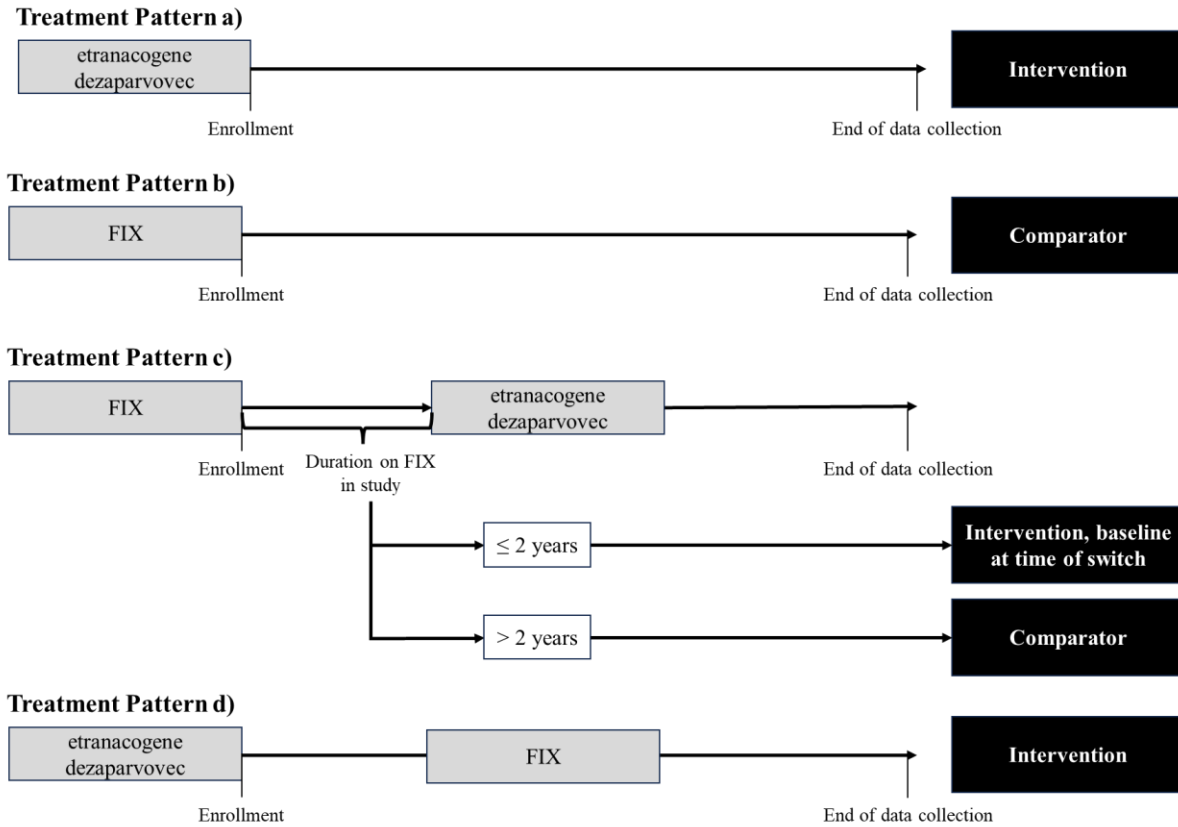 Treatment Pattern a)
etranacogene
dezaparvovec
Intervention
Enrollment
End of data collection
Treatment Pattern b)
FIX
Comparator
Enrollment
End of data collection
Treatment Pattern c)
FIX
etranacogene
dezaparvovec
Enrollment
Duration on FIX
in study
End of data collection
≤ 2 years
Intervention, baseline
at time of switch
> 2 years
Comparator
Treatment Pattern d)
etranacogene
dezaparvovec
FIX
Intervention
Enrollment
End of data collection